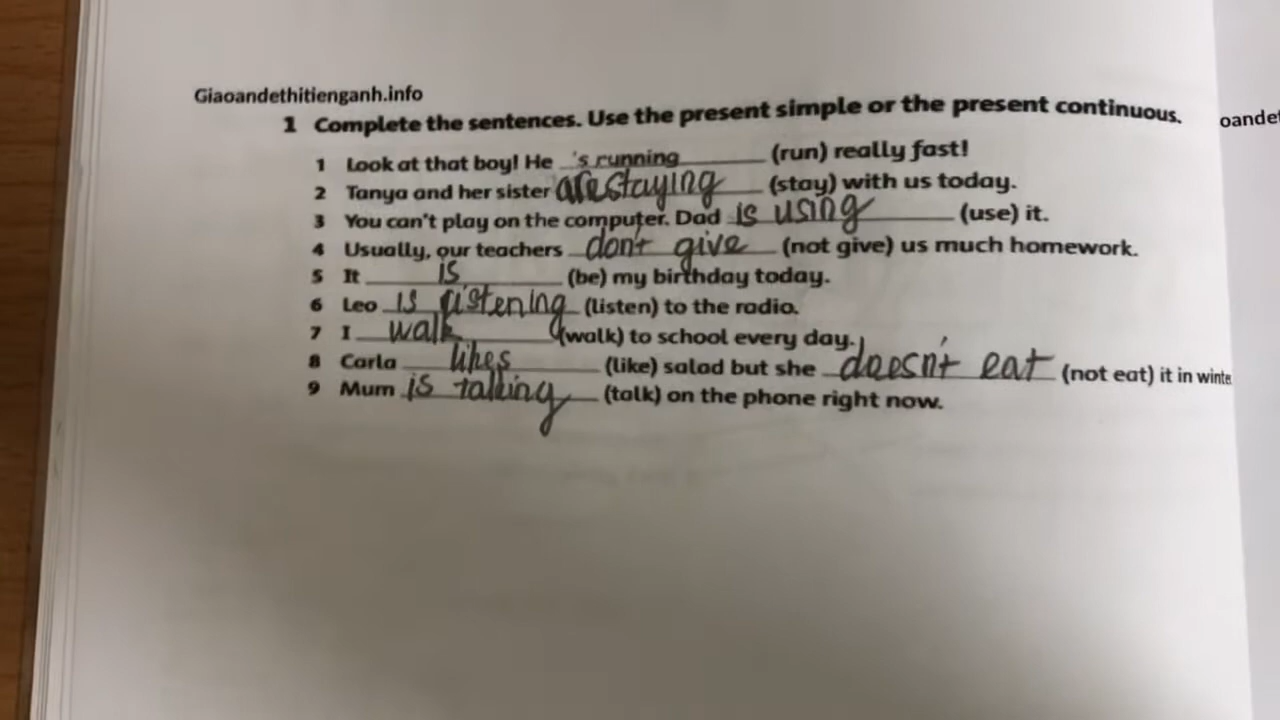 Giaoandethitienganh.info
1 Complete the sentences. Use the present simple or the present continuous.
oande
1 Look at that boy! He 's running (run) really fast!
2 Tanya and her sister are staying (stay) with us today.
3 You can't play on the computer. Dad is using (use) it.
4 Usually, our teachers don't give (not give) us much homework.
5 It is (be) my birthday today.
6 Leo is listening (listen) to the radio.
7 I walk (walk) to school every day.
8 Carla likes (like) salad but she doesn't eat (not eat) it in winte
9 Mum is talking (talk) on the phone right now.